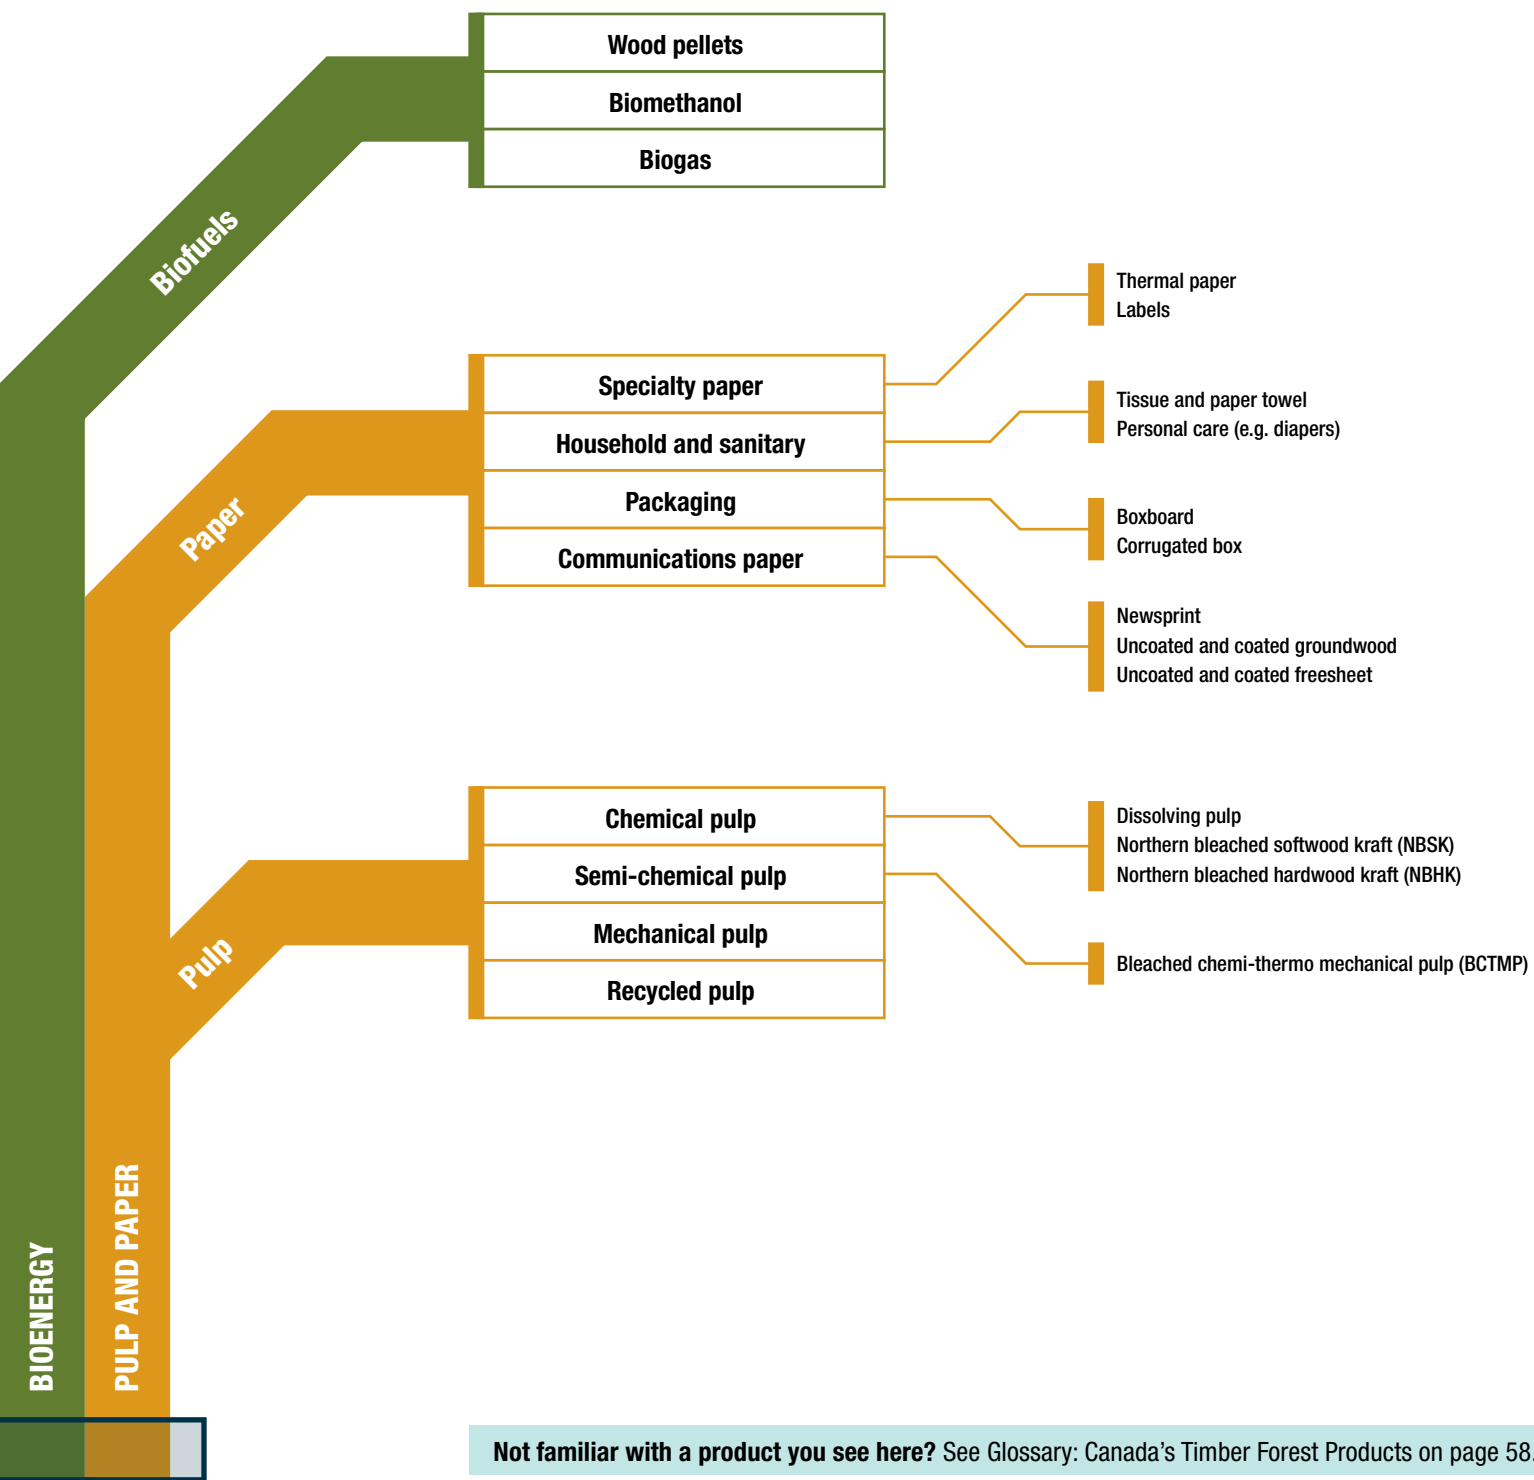 Wood pellets
Biomethanol
Biogas
Biofuels
Thermal paper
Labels
Specialty paper
Household and sanitary
Packaging
Communications paper
Tissue and paper towel
Personal care (e.g. diapers)
Boxboard
Corrugated box
Paper
Newsprint
Uncoated and coated groundwood
Uncoated and coated freesheet
Chemical pulp
Semi-chemical pulp
Mechanical pulp
Recycled pulp
Dissolving pulp
Northern bleached softwood kraft (NBSK)
Northern bleached hardwood kraft (NBHK)
Bleached chemi-thermo mechanical pulp (BCTMP)
Pulp
BIOENERGY
PULP AND PAPER
Not familiar with a product you see here? See Glossary: Canada's Timber Forest Products on page 58.